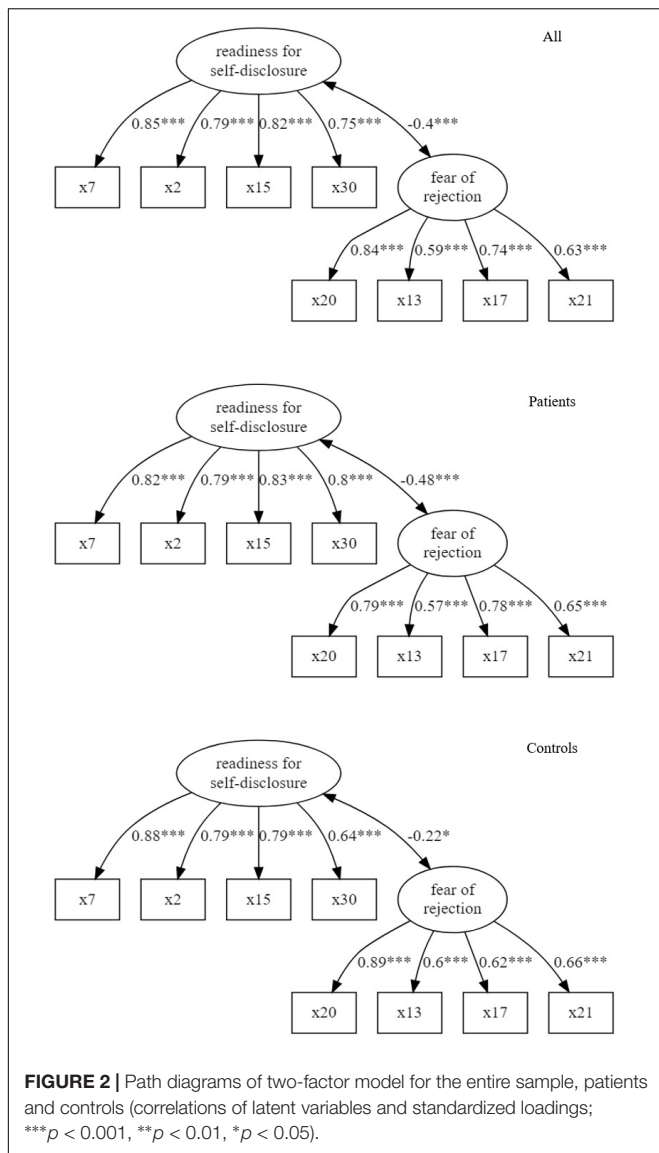 All
readiness for
self-disclosure
0.85*** 0.79*** 0.82*** 0.75*** -0.4***
x7 x2 x15 x30
fear of
rejection
0.84*** 0.59*** 0.74*** 0.63***
x20 x13 x17 x21
Patients
readiness for
self-disclosure
0.82*** 0.79*** 0.83*** 0.8*** -0.48***
x7 x2 x15 x30
fear of
rejection
0.79*** 0.57*** 0.78*** 0.65***
x20 x13 x17 x21
Controls
readiness for
self-disclosure
0.88*** 0.79*** 0.79*** 0.64*** -0.22*
x7 x2 x15 x30
fear of
rejection
0.89*** 0.6*** 0.62*** 0.66***
x20 x13 x17 x21
FIGURE 2 | Path diagrams of two-factor model for the entire sample, patients
and controls (correlations of latent variables and standardized loadings;
***p < 0.001, **p < 0.01, *p < 0.05).